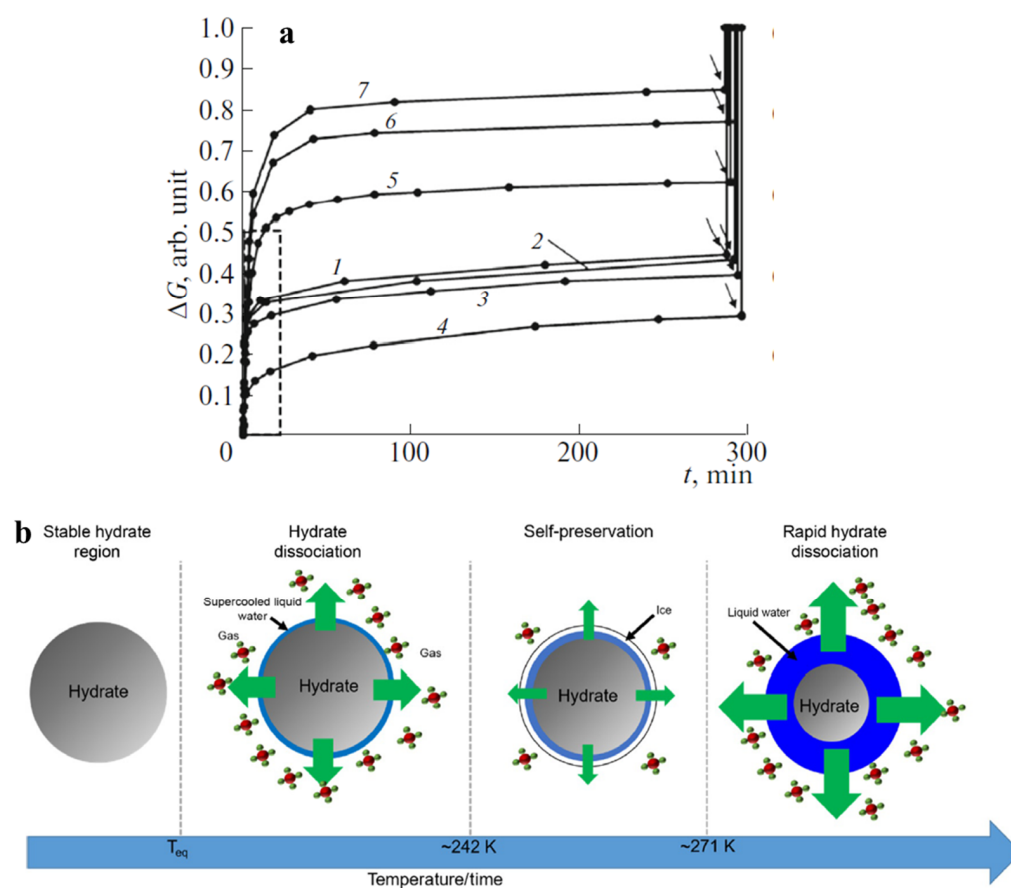 a
1.0
0.9
0.8
0.7
0.6
0.5
0.4
0.3
0.2
0.1
0
ΔG, arb. unit
7
6
5
1
2
3
4
100
200
300
t, min
b
Stable hydrate
region
Hydrate
dissociation
Self-preservation
Rapid hydrate
dissociation
Supercooled liquid
water
Gas
Gas
Ice
Liquid water
Hydrate
Hydrate
Hydrate
Hydrate
Teq
~242 K
~271 K
Temperature/time